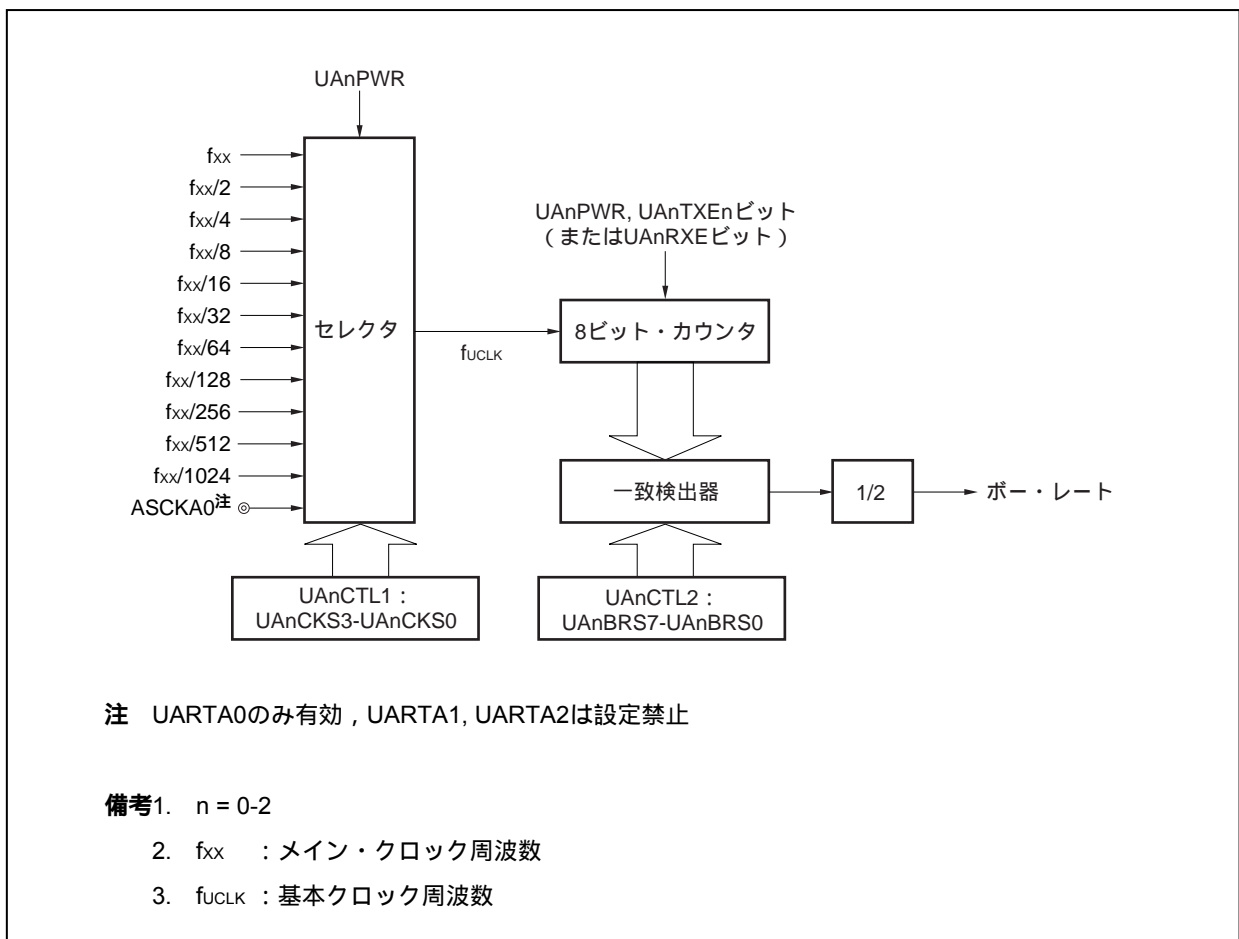 UAnPWR
fXX
fXX/2
fXX/4
fXX/8
fXX/16
fXX/32
fXX/64
fXX/128
fXX/256
fXX/512
fXX/1024
ASCKA0注
セレクタ
fUCLK
UAnPWR, UAnTXEnビット
（またはUAnRXEビット）
8ビット・カウンタ
一致検出器
1/2
ボー・レート
UAnCTL1：
UAnCKS3-UAnCKS0
UAnCTL2：
UAnBRS7-UAnBRS0
注 UARTA0のみ有効，UARTA1, UARTA2は設定禁止
備考1. n = 0-2
2. fXX ：メイン・クロック周波数
3. fUCLK ：基本クロック周波数